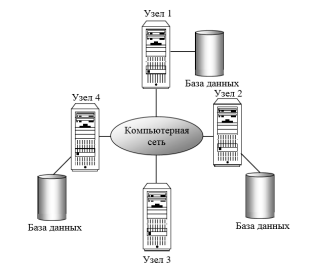 Узел 1
База данных
Узел 4
Узел 2
Компьютерная
сеть
База данных
База данных
Узел 3